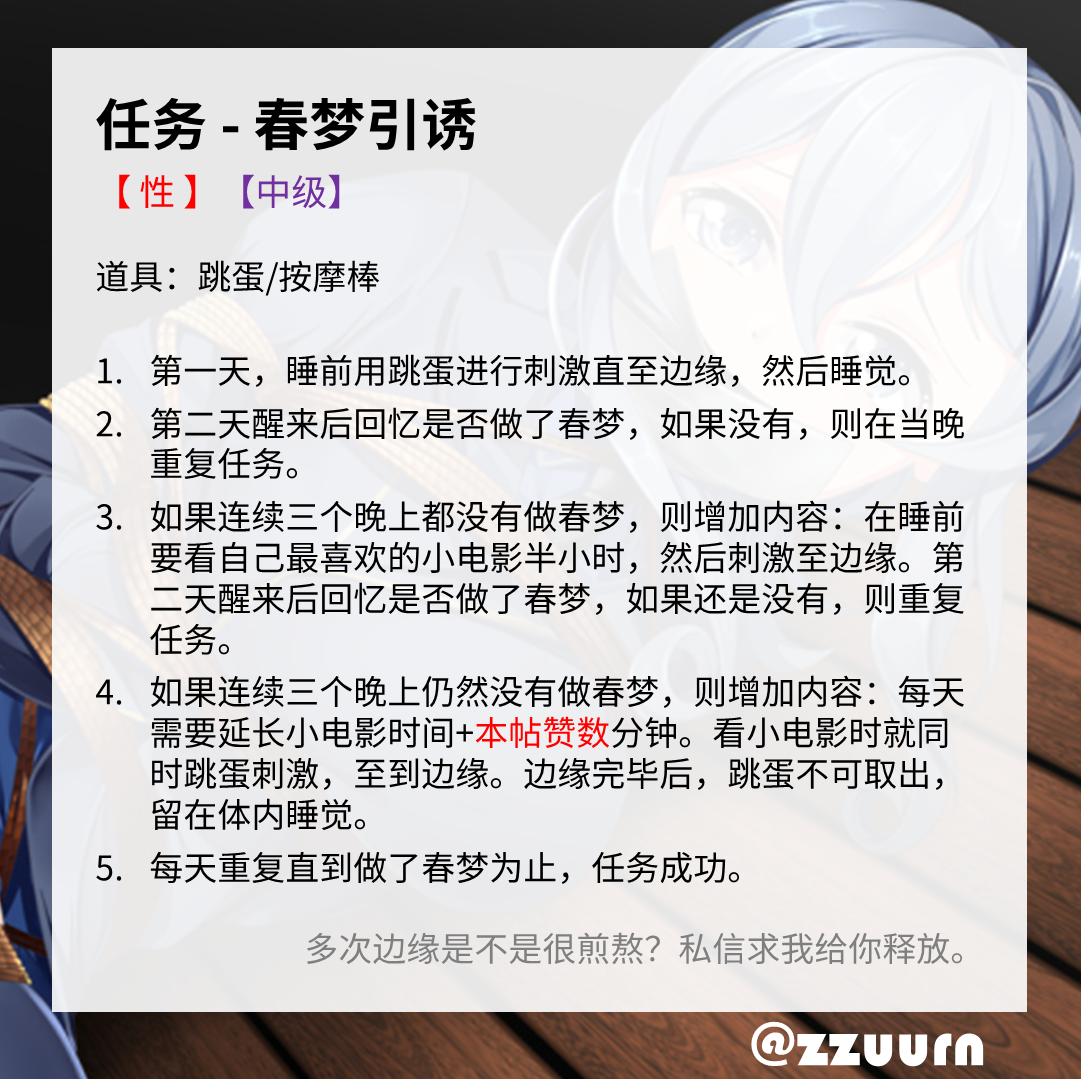 任务 - 春梦引诱
【 性 】 【中级】
道具：跳蛋/按摩棒
1. 第一天，睡前用跳蛋进行刺激直至边缘，然后睡觉。
2. 第二天醒来后回忆是否做了春梦，如果没有，则在当晚
重复任务。
3. 如果连续三个晚上都没有做春梦，则增加内容：在睡前
要看自己最喜欢的小电影半小时，然后刺激至边缘。第
二天醒来后回忆是否做了春梦，如果还是没有，则重复
任务。
4. 如果连续三个晚上仍然没有做春梦，则增加内容：每天
需要延长小电影时间+本帖赞数分钟。看小电影时就同
时跳蛋刺激，至到边缘。边缘完毕后，跳蛋不可取出，
留在体内睡觉。
5. 每天重复直到做了春梦为止，任务成功。
多次边缘是不是很煎熬？私信求我给你释放。
@zzuurn